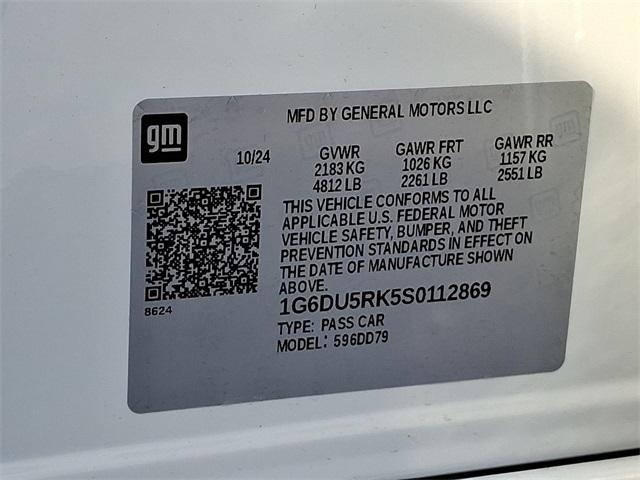 gm
MFD BY GENERAL MOTORS LLC
10/24
GVWR
2183 KG
4812 LB
GAWR FRT
1026 KG
2261 LB
GAWR RR
1157 KG
2551 LB
THIS VEHICLE CONFORMS TO ALL
APPLICABLE U.S. FEDERAL MOTOR
VEHICLE SAFETY, BUMPER, AND THEFT
PREVENTION STANDARDS IN EFFECT ON
THE DATE OF MANUFACTURE SHOWN
ABOVE.
8624
1G6DU5RK5S0112869
TYPE: PASS CAR
MODEL: 596DD79